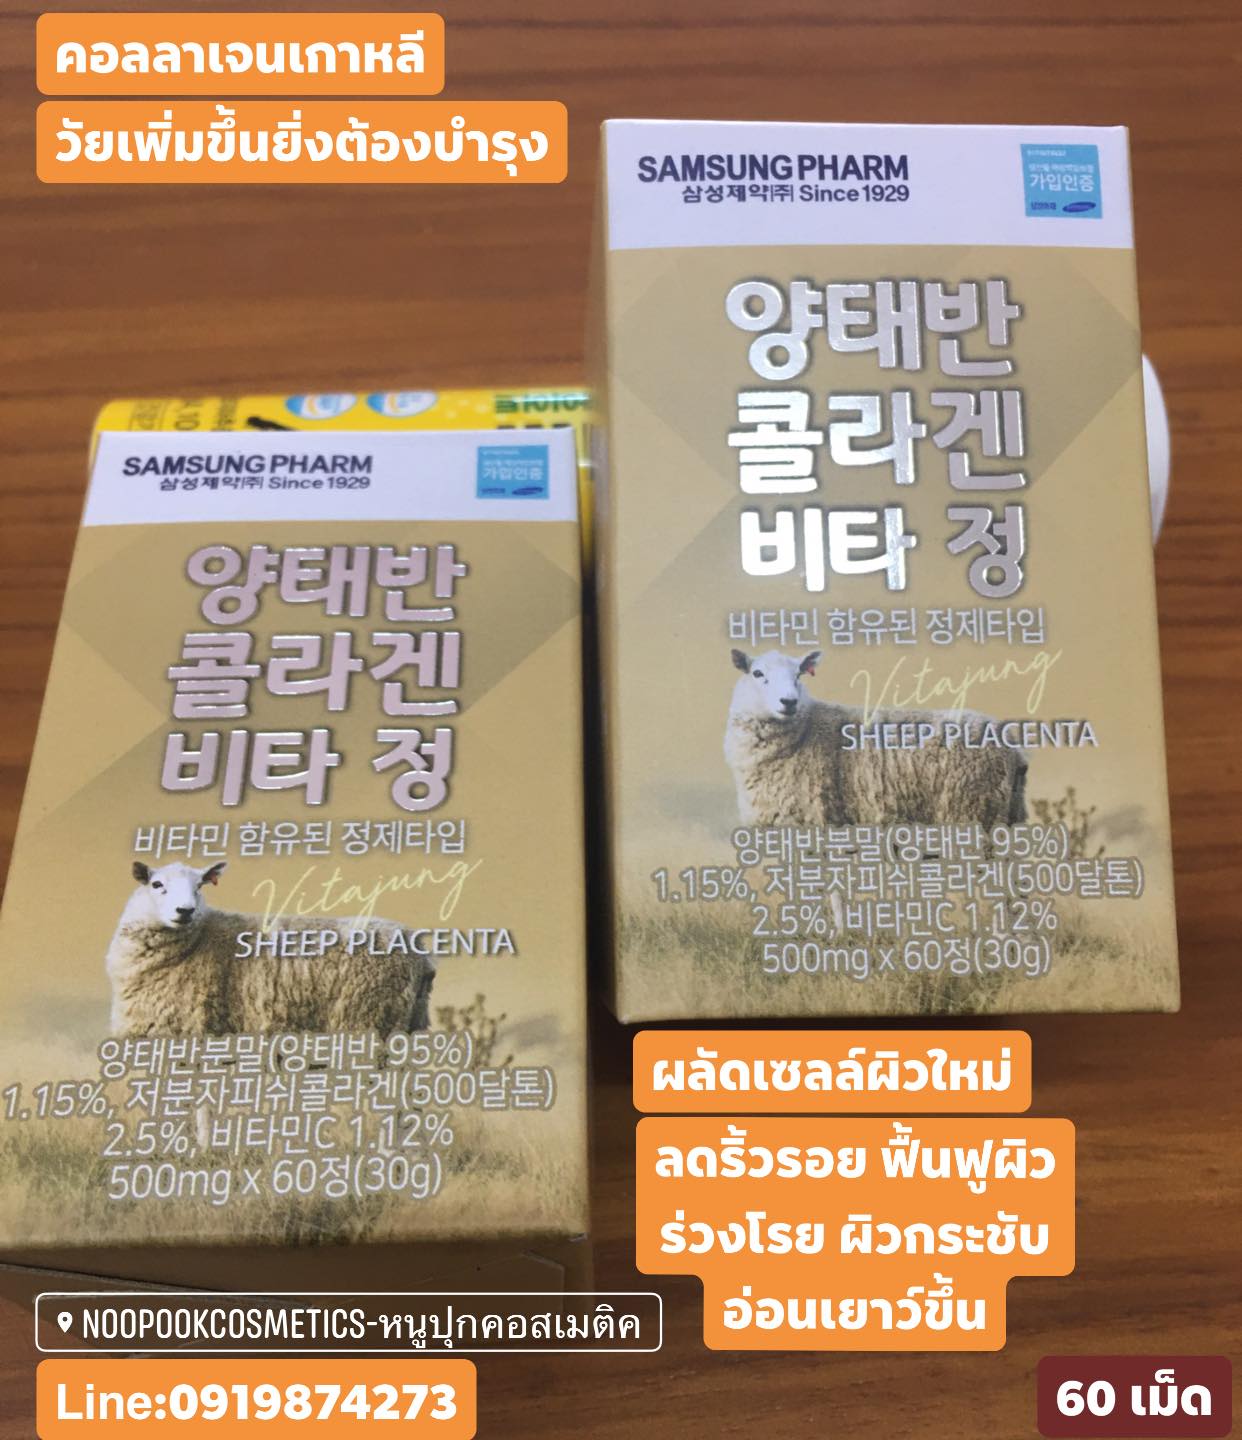 คอลลาเจนเกาหลี
วัยเพิ่มขึ้นยิ่งต้องบำรุง
SAMSUNG PHARM
삼성제약(주) Since 1929
가입인증
양태반
콜라겐
비타 정
비타민 함유된 정제타입
Vitajung
SHEEP PLACENTA
양태반분말(양태반 95%)
1.15%, 저분자피쉬콜라겐(500달톤)
2.5%, 비타민C 1.12%
500mg x 60정(30g)
SAMSUNG PHARM
삼성제약(주) Since 1929
가입인증
양태반
콜라겐
비타 정
비타민 함유된 정제타입
Vitajung
SHEEP PLACENTA
양태반분말(양태반 95%)
1.15%, 저분자피쉬콜라겐(500달톤)
2.5%, 비타민C 1.12%
500mg x 60정(30g)
ผลัดเซลล์ผิวใหม่
ลดริ้วรอย ฟื้นฟูผิว
ร่วงโรย ผิวกระชับ
อ่อนเยาว์ขึ้น
NOOPOOKCOSMETICS-หนูปุกคอสเมติค
Line:0919874273
60 เม็ด